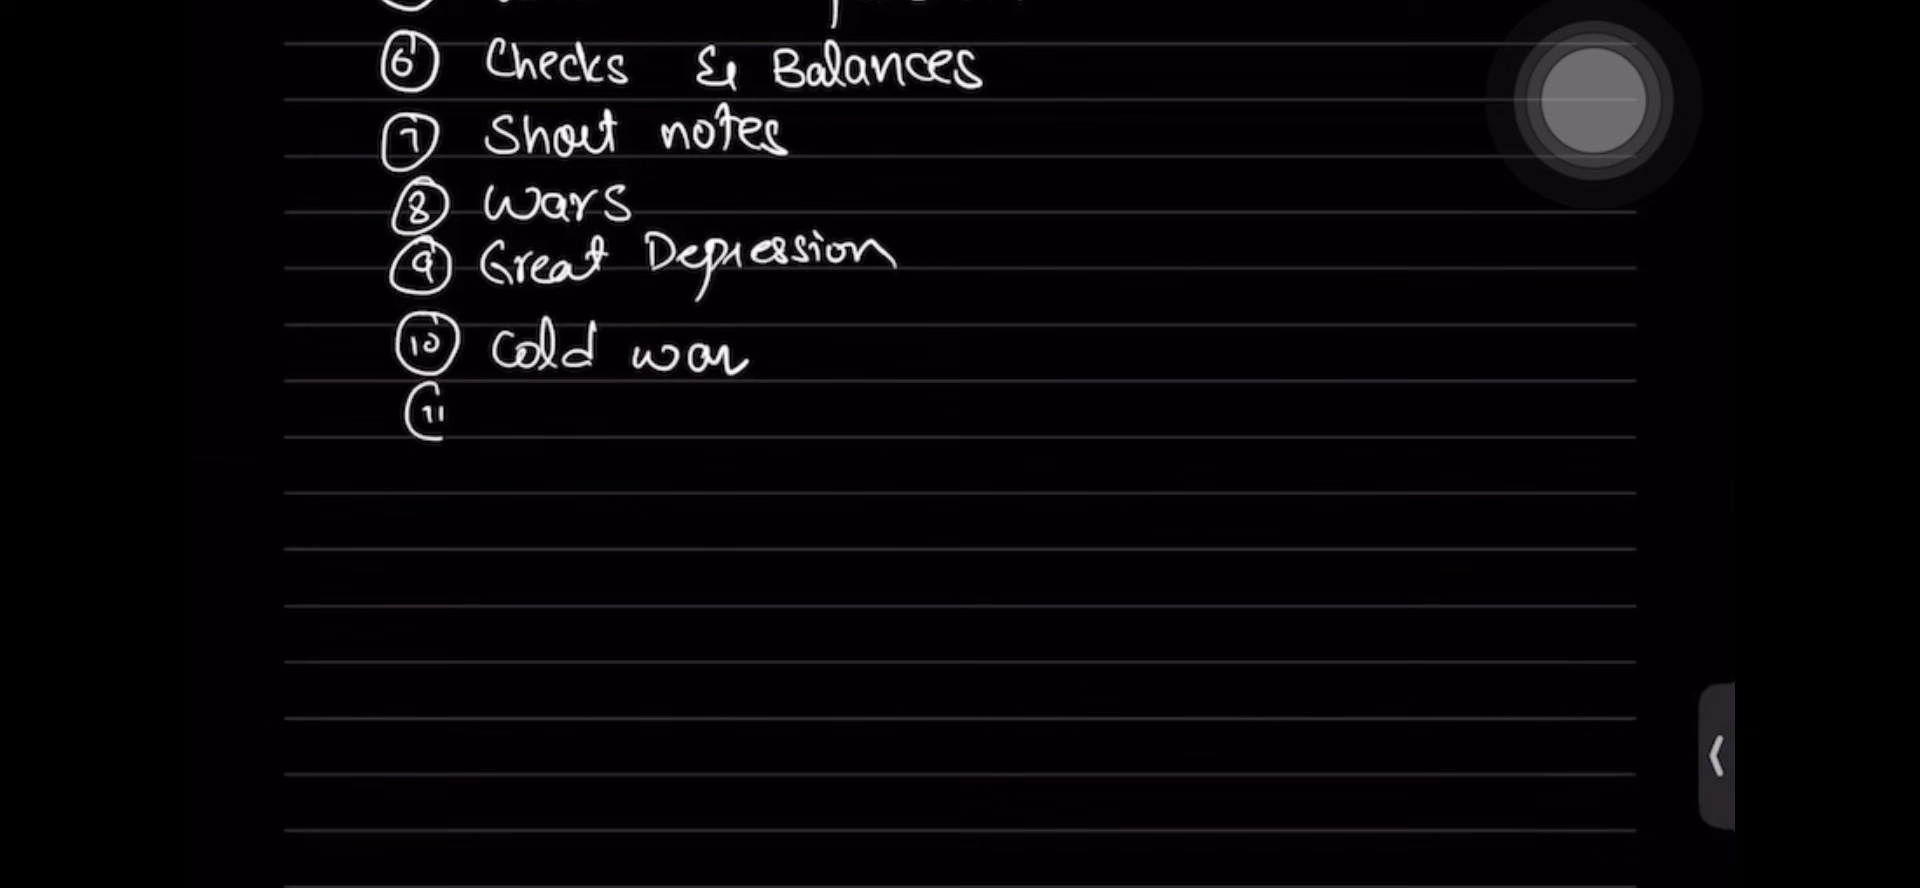 6 Checks & Balances
7 Short notes
8 Wars
9 Great Depression
10 Cold war
11